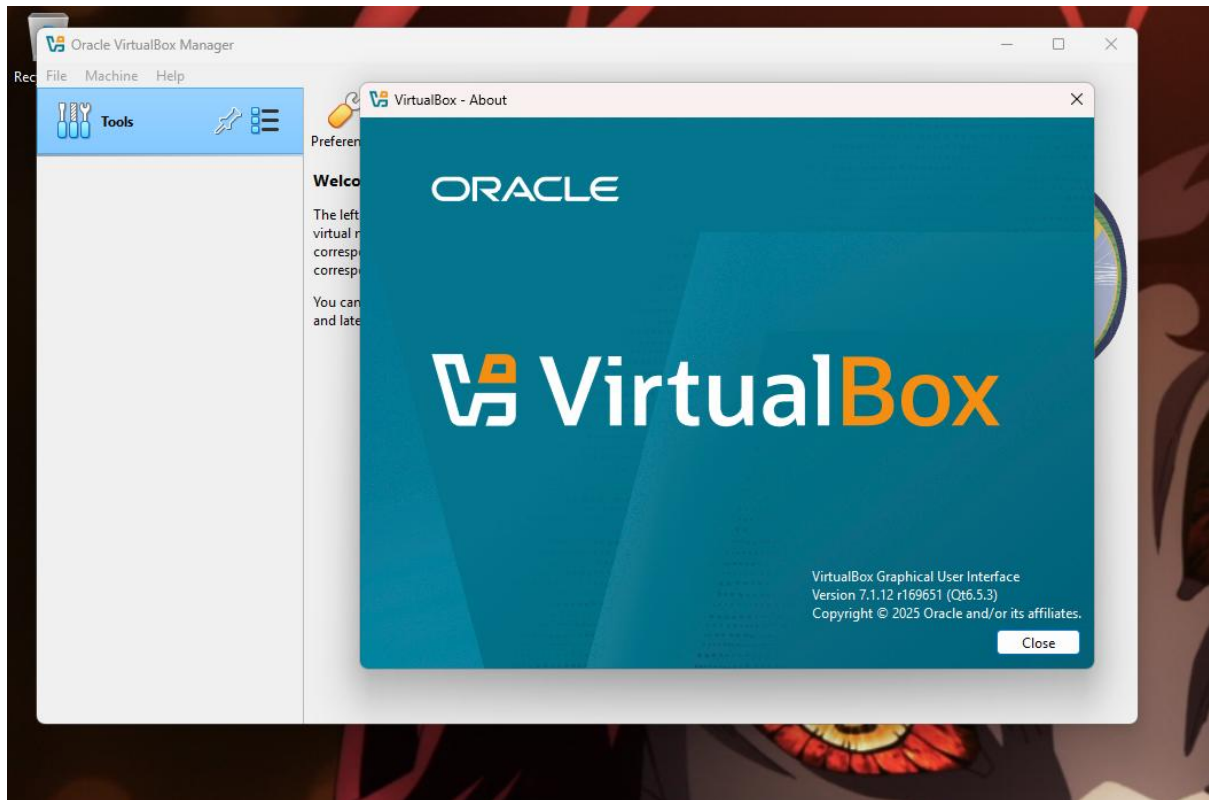 Oracle VirtualBox Manager
Rec
File Machine Help
VirtualBox - About
Tools
Preferen
Welco
The left
virtual
corresp
corresp
You can
and late
ORACLE
VirtualBox
VirtualBox Graphical User Interface
Version 7.1.12 r169651 (Qt6.5.3)
Copyright © 2025 Oracle and/or its affiliates.
Close